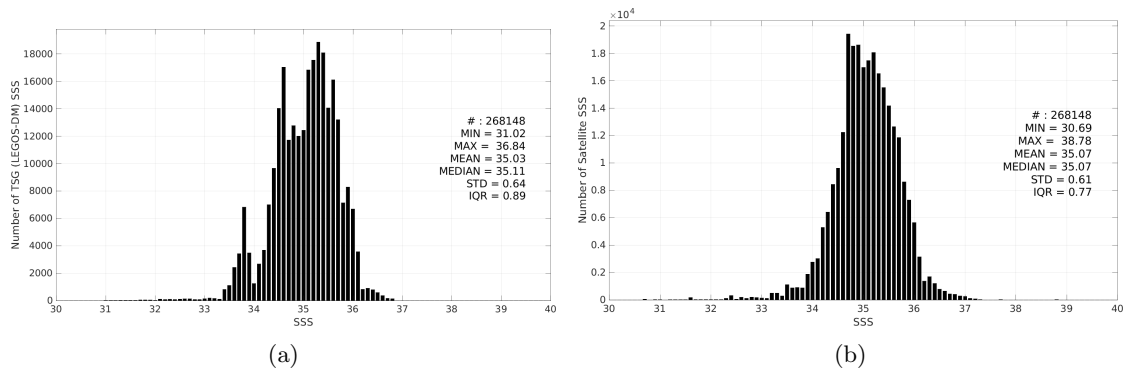 18000
16000
14000
12000
10000
8000
6000
4000
2000
0
Number of TSG (LEGOS-DM) SSS
# : 268148
MIN = 31.02
MAX = 36.84
MEAN = 35.03
MEDIAN = 35.11
STD = 0.64
IQR = 0.89
30 31 32 33 34 35 36 37 38 39 40
SSS
(a)
×10⁴
2
1.8
1.6
1.4
1.2
1
0.8
0.6
0.4
0.2
0
Number of Satellite SSS
# : 268148
MIN = 30.69
MAX = 38.78
MEAN = 35.07
MEDIAN = 35.07
STD = 0.61
IQR = 0.77
30 31 32 33 34 35 36 37 38 39 40
SSS
(b)